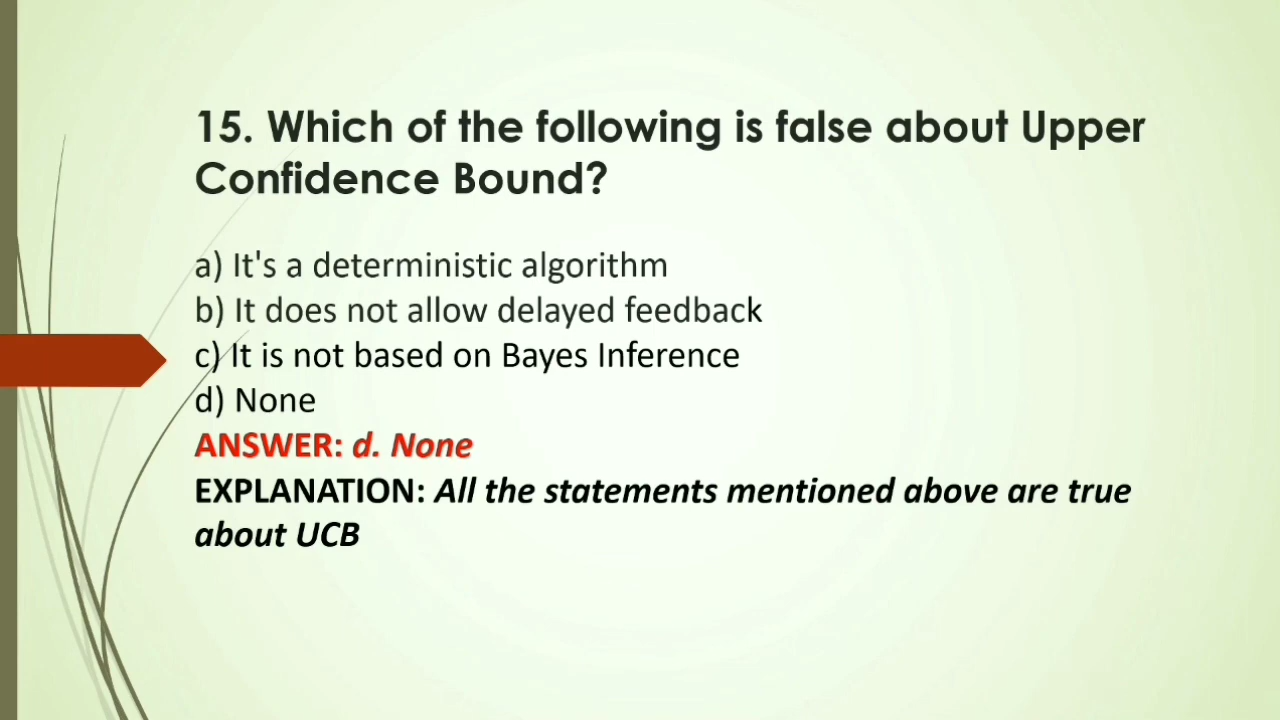 15. Which of the following is false about Upper
Confidence Bound?
a) It's a deterministic algorithm
b) It does not allow delayed feedback
c) It is not based on Bayes Inference
d) None
ANSWER: d. None
EXPLANATION: All the statements mentioned above are true
about UCB